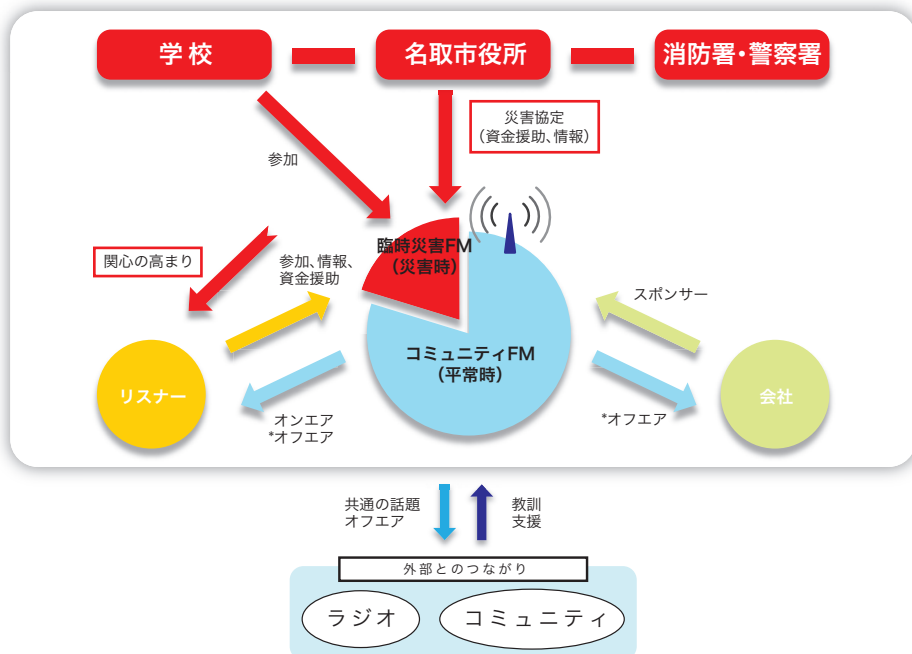 学校
名取市役所
消防署・警察署
災害協定
（資金援助、情報）
参加
臨時災害FM
（災害時）
関心の高まり
参加、情報、
資金援助
スポンサー
コミュニティFM
（平常時）
リスナー
会社
オンエア
*オフエア
*オフエア
共通の話題
オフエア
教訓
支援
外部とのつながり
ラジオ
コミュニティ